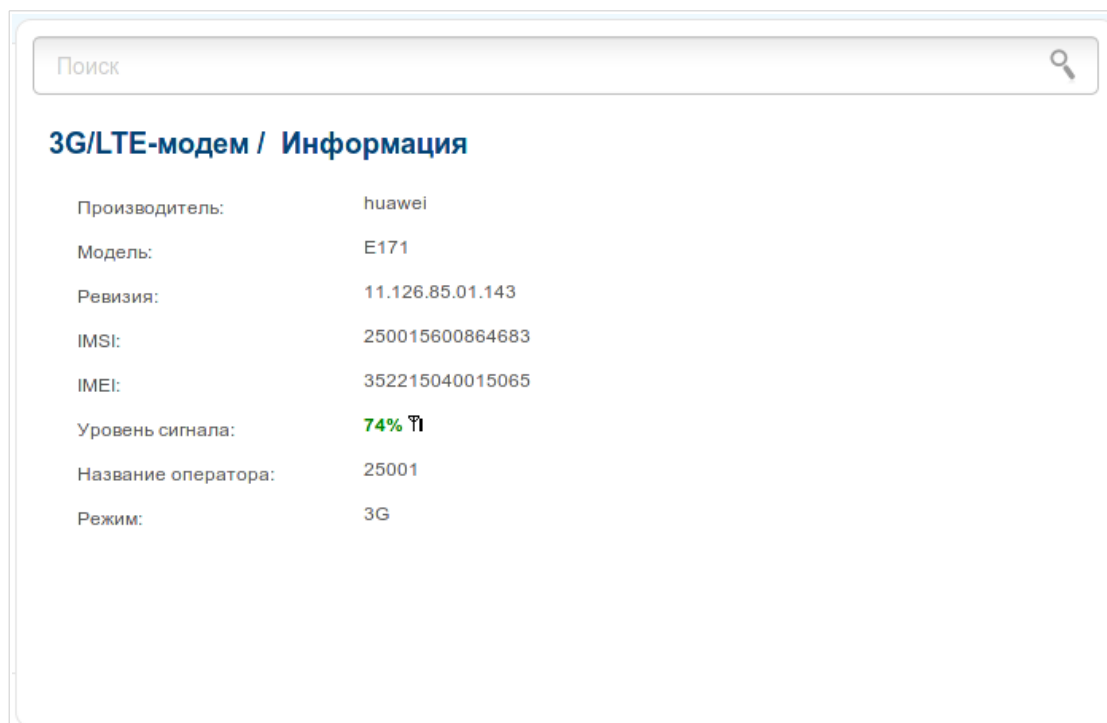 Поиск
3G/LTE-модем / Информация
Производитель: huawei
Модель: E171
Ревизия: 11.126.85.01.143
IMSI: 250015600864683
IMEI: 352215040015065
Уровень сигнала: 74%
Название оператора: 25001
Режим: 3G